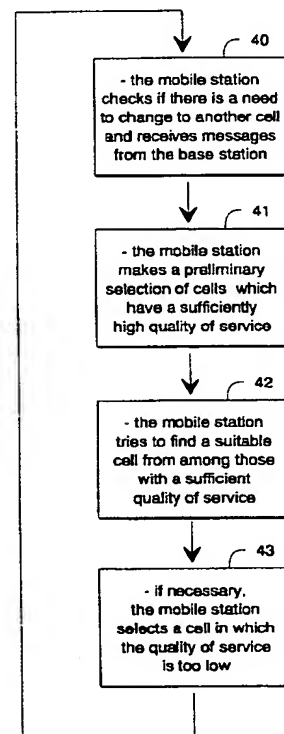 40
- the mobile station
checks if there is a need
to change to another cell
and receives messages
from the base station
41
- the mobile station
makes a preliminary
selection of cells which
have a sufficiently
high quality of service
42
- the mobile station
tries to find a suitable
cell from among those
with a sufficient
quality of service
43
- if necessary,
the mobile station
selects a cell in which
the quality of service
is too low